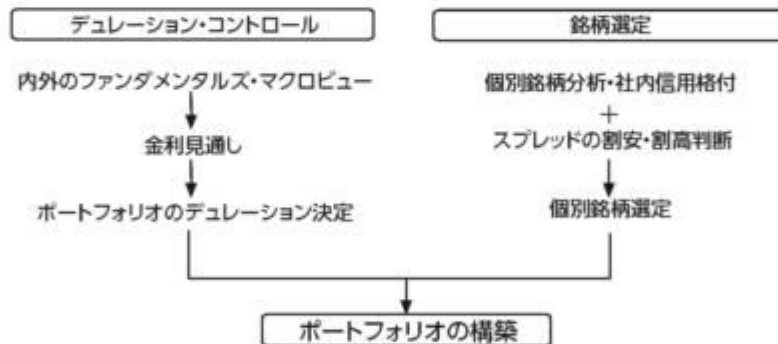 デュレーション・コントロール
内外のファンダメンタルズ・マクロビュー
金利見通し
ポートフォリオのデュレーション決定
銘柄選定
個別銘柄分析・社内信用格付
+
スプレッドの割安・割高判断
個別銘柄選定
ポートフォリオの構築